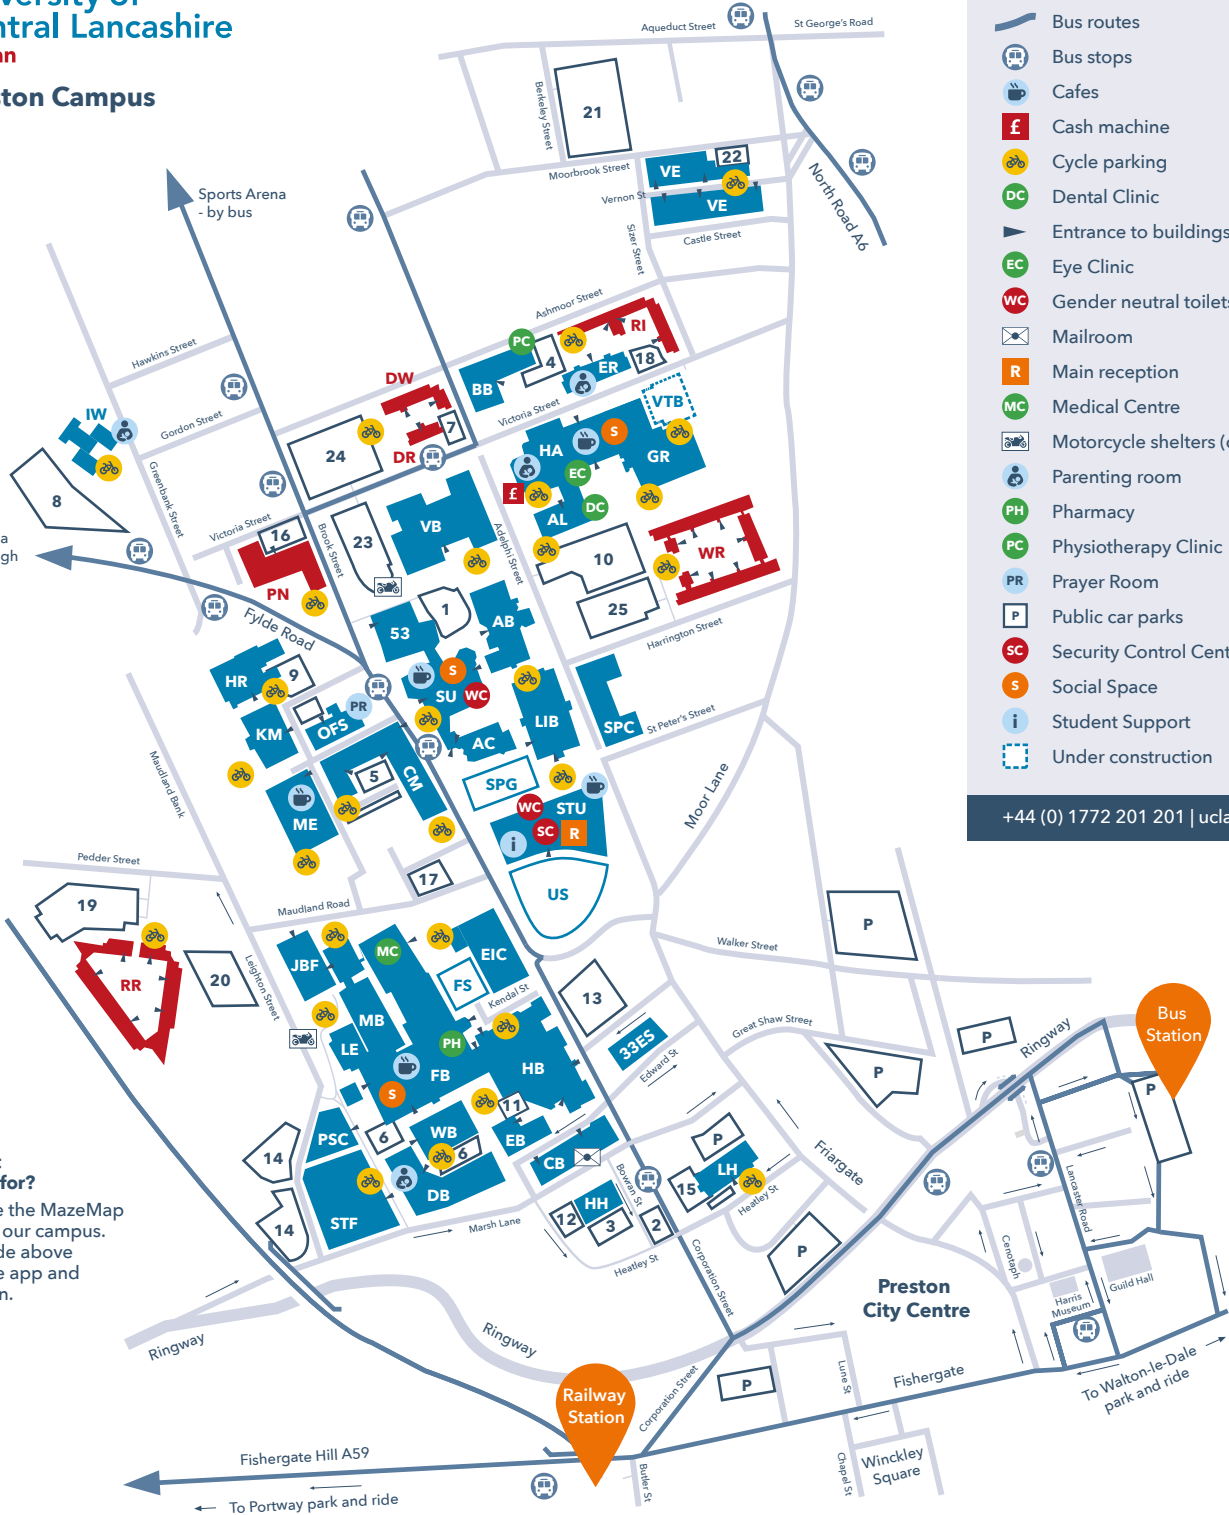 Central Lancashire
Preston Campus
Sports Arena
- by bus
Aqueduct Street
St George's Road
Berkeley Street
21
Moorbrook Street
22
VE
Vernon St
VE
Castle Street
Sizer Street
North Road A6
Hawkins Street
Gordon Street
Greenbank Street
IW
8
Ashmoor Street
RI
PC
4
18
ER
BB
DW
7
DR
24
Victoria Street
VTB
HA
S
GR
EC
£
DC
AL
Victoria Street
16
Brook Street
23
VB
Adelphi Street
10
WR
25
PN
Harrington Street
Fylde Road
1
53
AB
HR
9
S
SU
WC
PR
OFS
KM
LIB
SPC
St Peter's Street
AC
5
CM
SPG
ME
WC
STU
SC
R
i
US
Moor Lane
Maudland Bank
Pedder Street
17
Maudland Road
19
RR
20
Leighton Street
JBF
MC
EIC
FS
Kendal St
MB
LE
PH
FB
HB
S
13
33ES
Edward St
Walker Street
Great Shaw Street
P
P
P
Ringway
Bus
Station
P
PSC
6
WB
6
11
EB
CB
14
14
STF
DB
Marsh Lane
12
HH
3
2
Bowran St
15
LH
P
Heatley St
Heatley St
Friargate
P
Corporation Street
Lancaster Road
Cenotaph
Harris
Museum
Guild Hall
Preston
City Centre
Ringway
Ringway
Railway
Station
Corporation Street
P
Lune St
Fishergate
To Walton-le-Dale
park and ride
Fishergate Hill A59
To Portway park and ride
Butler St
Chapel St
Winckley
Square
for?
e the MazeMap
our campus.
de above
e app and
n.
Bus routes
Bus stops
Cafes
£ Cash machine
Cycle parking
DC Dental Clinic
Entrance to buildings
EC Eye Clinic
WC Gender neutral toilets
Mailroom
R Main reception
MC Medical Centre
Motorcycle shelters (
Parenting room
PH Pharmacy
PC Physiotherapy Clinic
PR Prayer Room
P Public car parks
SC Security Control Cent
S Social Space
i Student Support
Under construction
+44 (0) 1772 201 201 | ucla